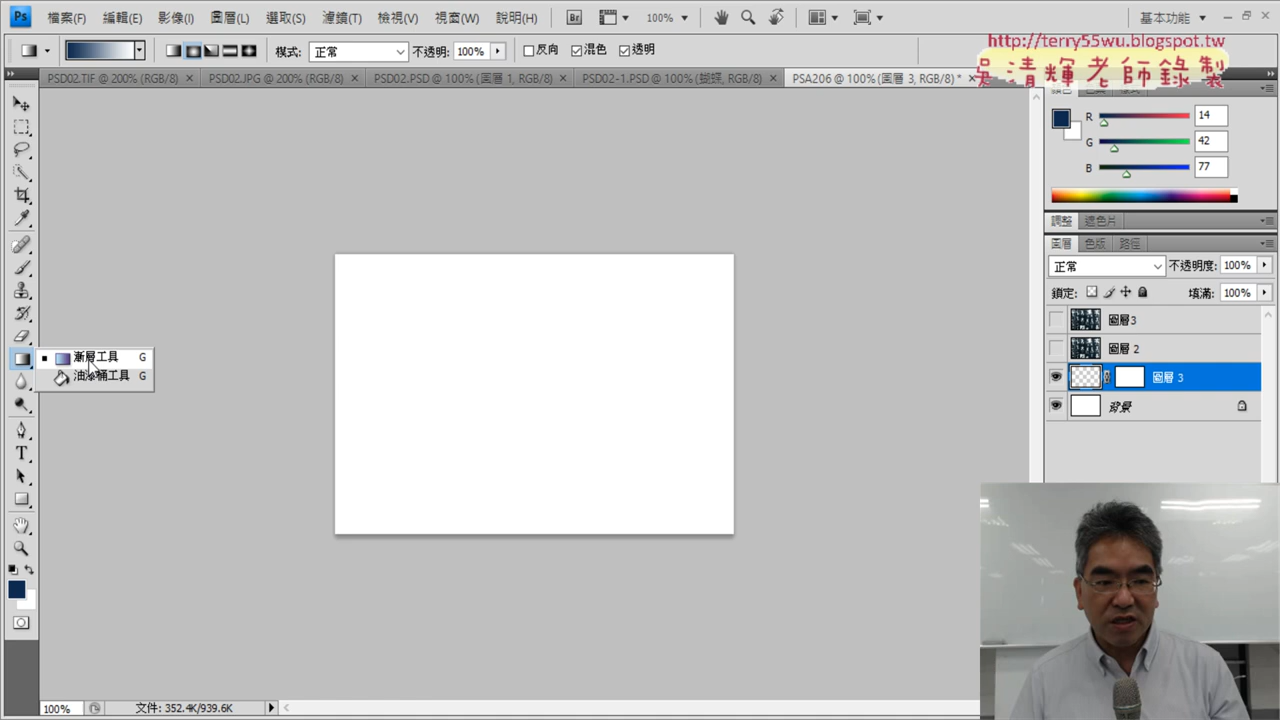 Ps 檔案(F) 編輯(E) 影像(I) 圖層(L) 選取(S) 濾鏡(T) 檢視(V) 視窗(W) 說明(H) Br 100% 基本功能
http://terry55wu.blogspot.tw
吳清輝老師錄製
模式: 正常 不透明: 100% 反向 混色 透明
PSD02.TIF @ 200% (RGB/8) PSD02.JPG @ 200% (RGB/8) PSD02.PSD @ 100% (圖層 1, RGB/8) PSD02-1.PSD @ 100% (蝴蝶, RGB/8) PSA206 @ 100% (圖層 3, RGB/8) *
R 14
G 42
B 77
調整 遮色片
圖層 色版 路徑
正常 不透明度: 100%
鎖定: 填滿: 100%
圖層3
圖層 2
圖層 3
背景
漸層工具 G
油漆桶工具 G
T
100% 文件: 352.4K/939.6K